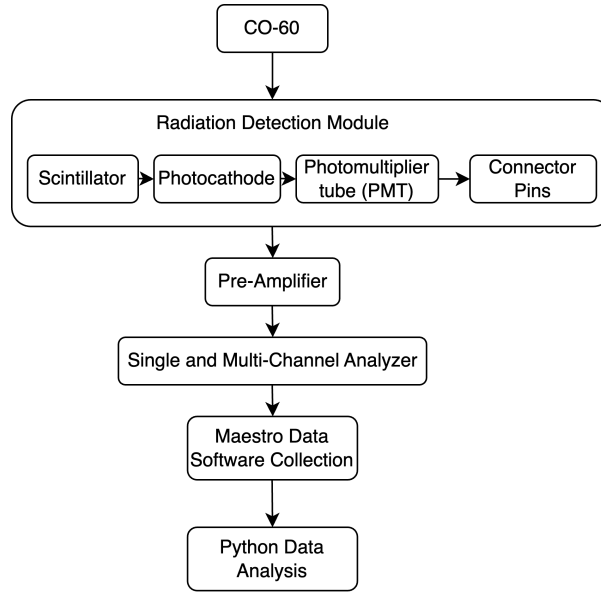 CO-60
Radiation Detection Module
Scintillator
Photocathode
Photomultiplier
tube (PMT)
Connector
Pins
Pre-Amplifier
Single and Multi-Channel Analyzer
Maestro Data
Software Collection
Python Data
Analysis